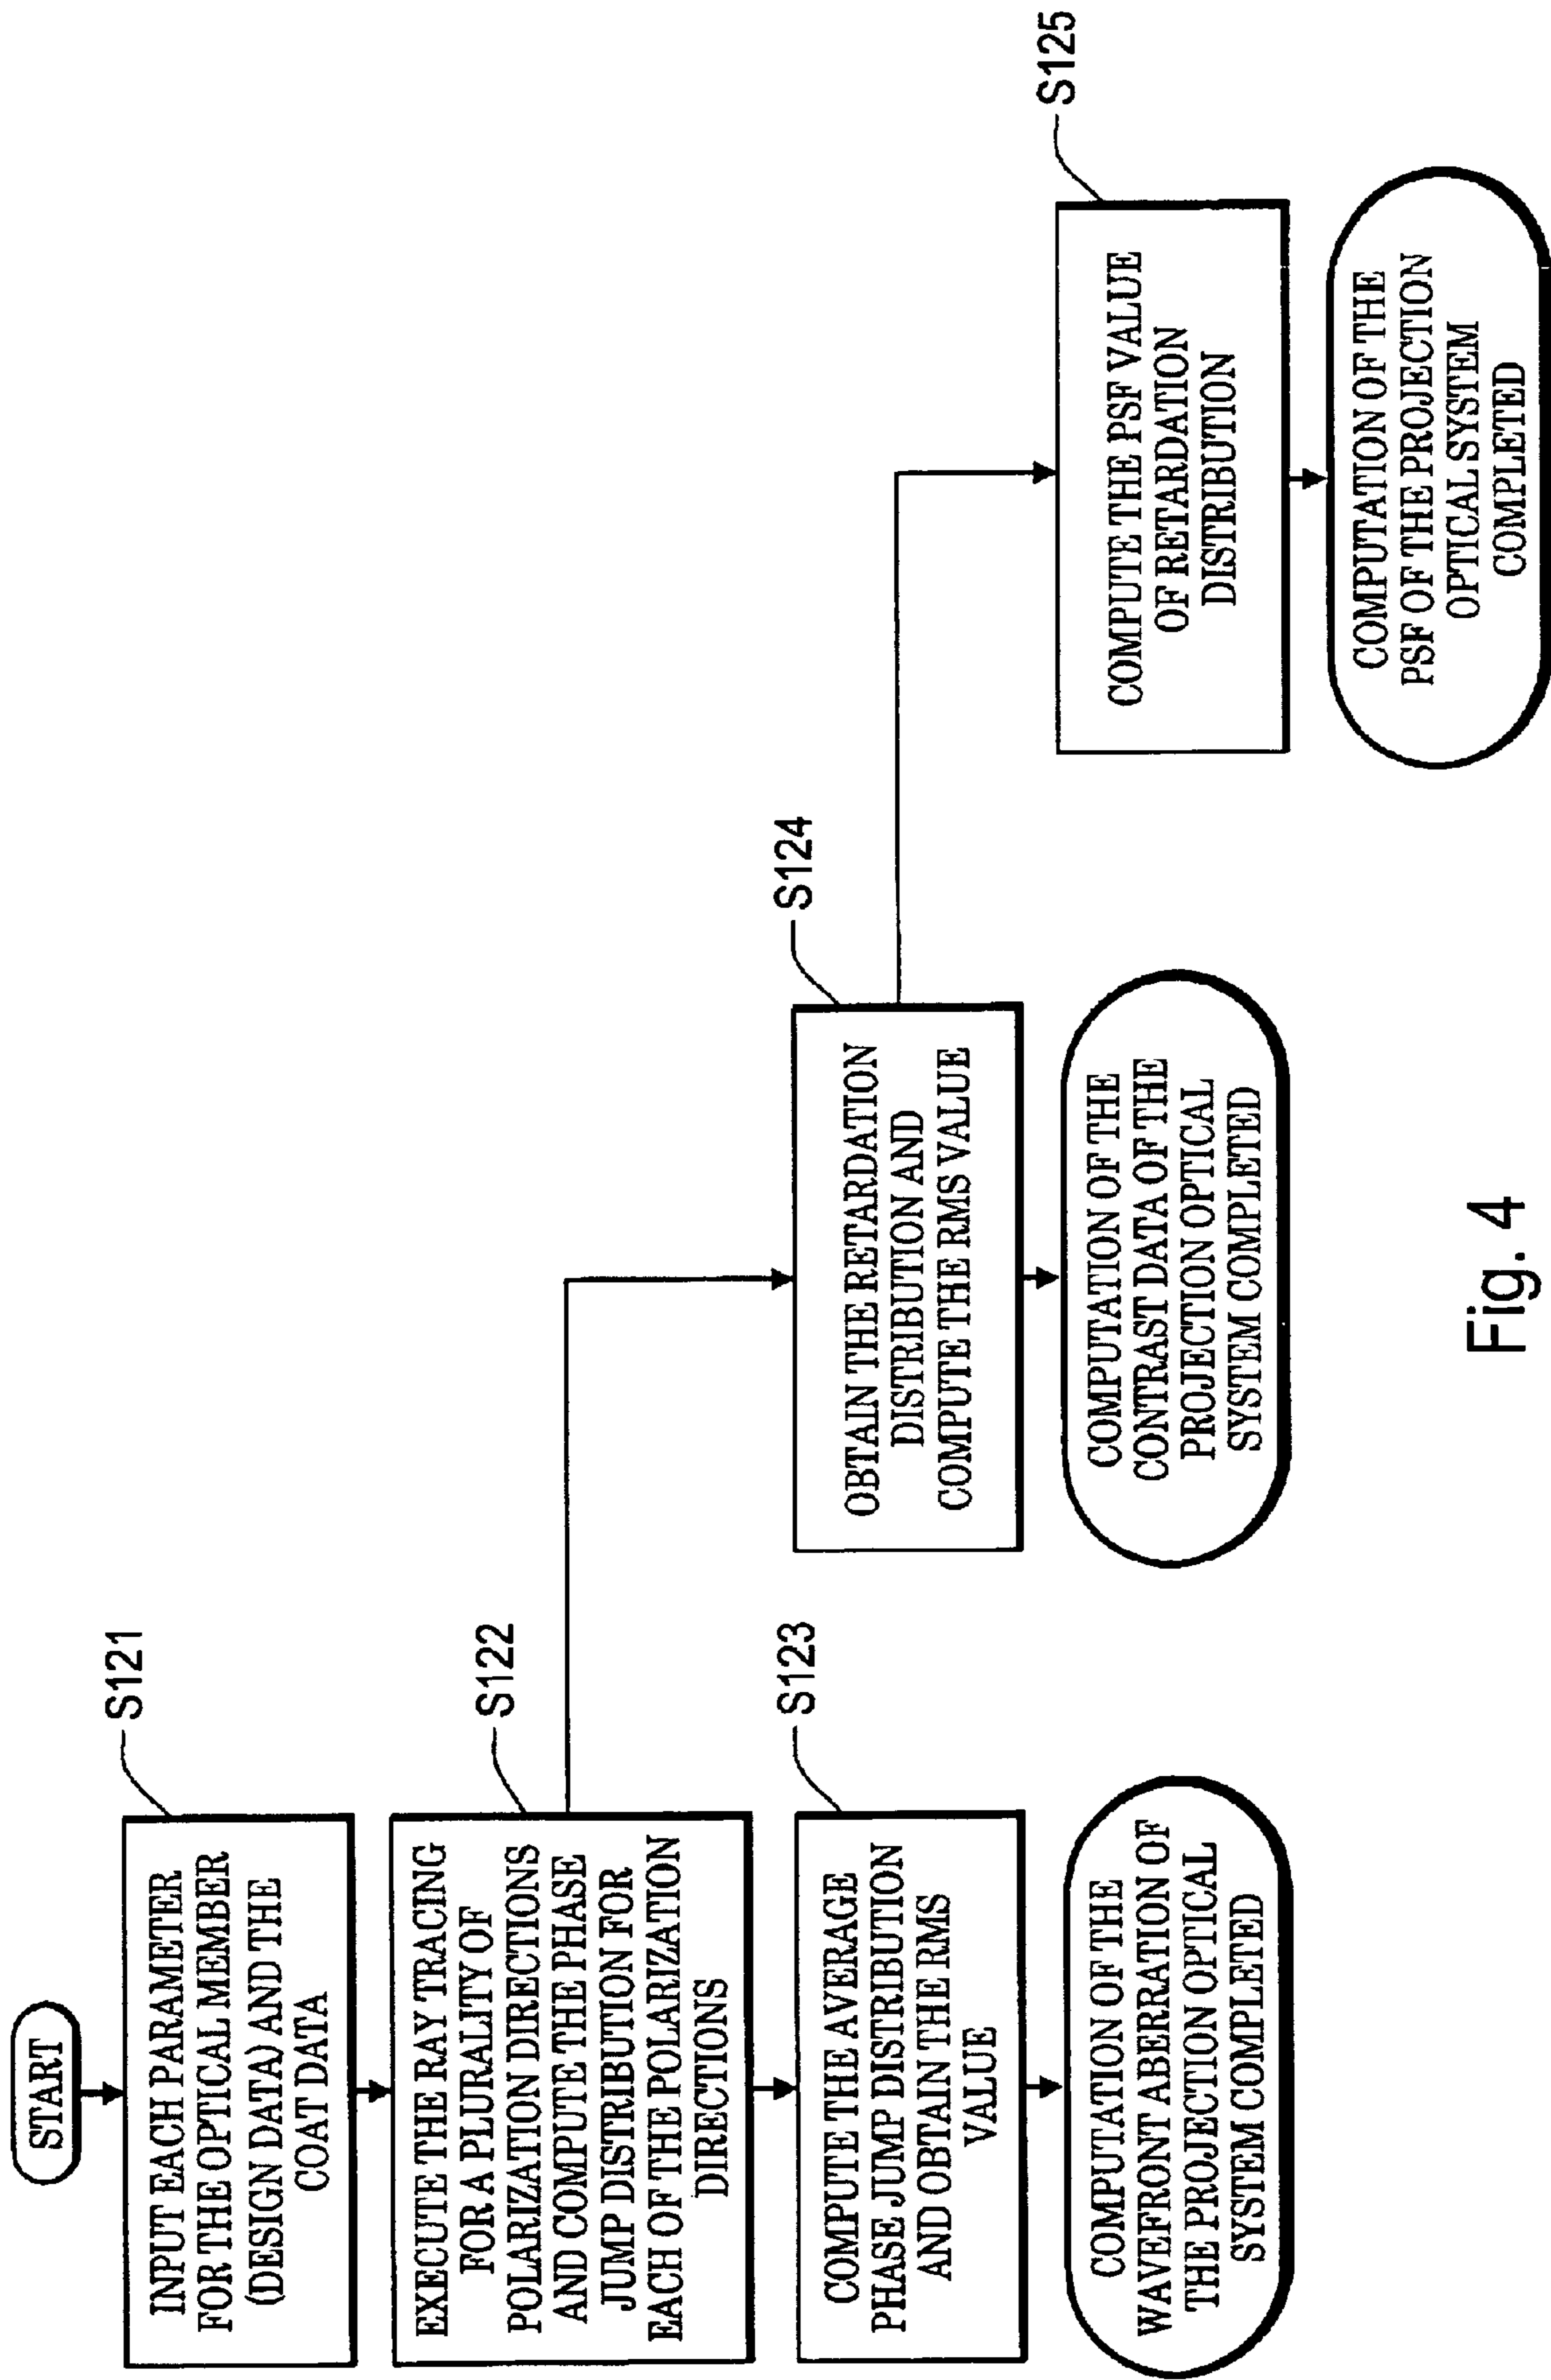 START
S121
INPUT EACH PARAMETER
FOR THE OPTICAL MEMBER
(DESIGN DATA) AND THE
COAT DATA
S122
EXECUTE THE RAY TRACING
FOR A PLURALITY OF
POLARIZATION DIRECTIONS
AND COMPUTE THE PHASE
JUMP DISTRIBUTION FOR
EACH OF THE POLARIZATION
DIRECTIONS
S123
COMPUTE THE AVERAGE
PHASE JUMP DISTRIBUTION
AND OBTAIN THE RMS
VALUE
COMPUTATION OF THE
WAVEFRONT ABERRATION OF
THE PROJECTION OPTICAL
SYSTEM COMPLETED
S124
OBTAIN THE RETARDATION
DISTRIBUTION AND
COMPUTE THE RMS VALUE
COMPUTATION OF THE
CONTRAST DATA OF THE
PROJECTION OPTICAL
SYSTEM COMPLETED
S125
COMPUTE THE PSF VALUE
OF RETARDATION
DISTRIBUTION
COMPUTATION OF THE
PSF OF THE PROJECTION
OPTICAL SYSTEM
COMPLETED
Fig. 4